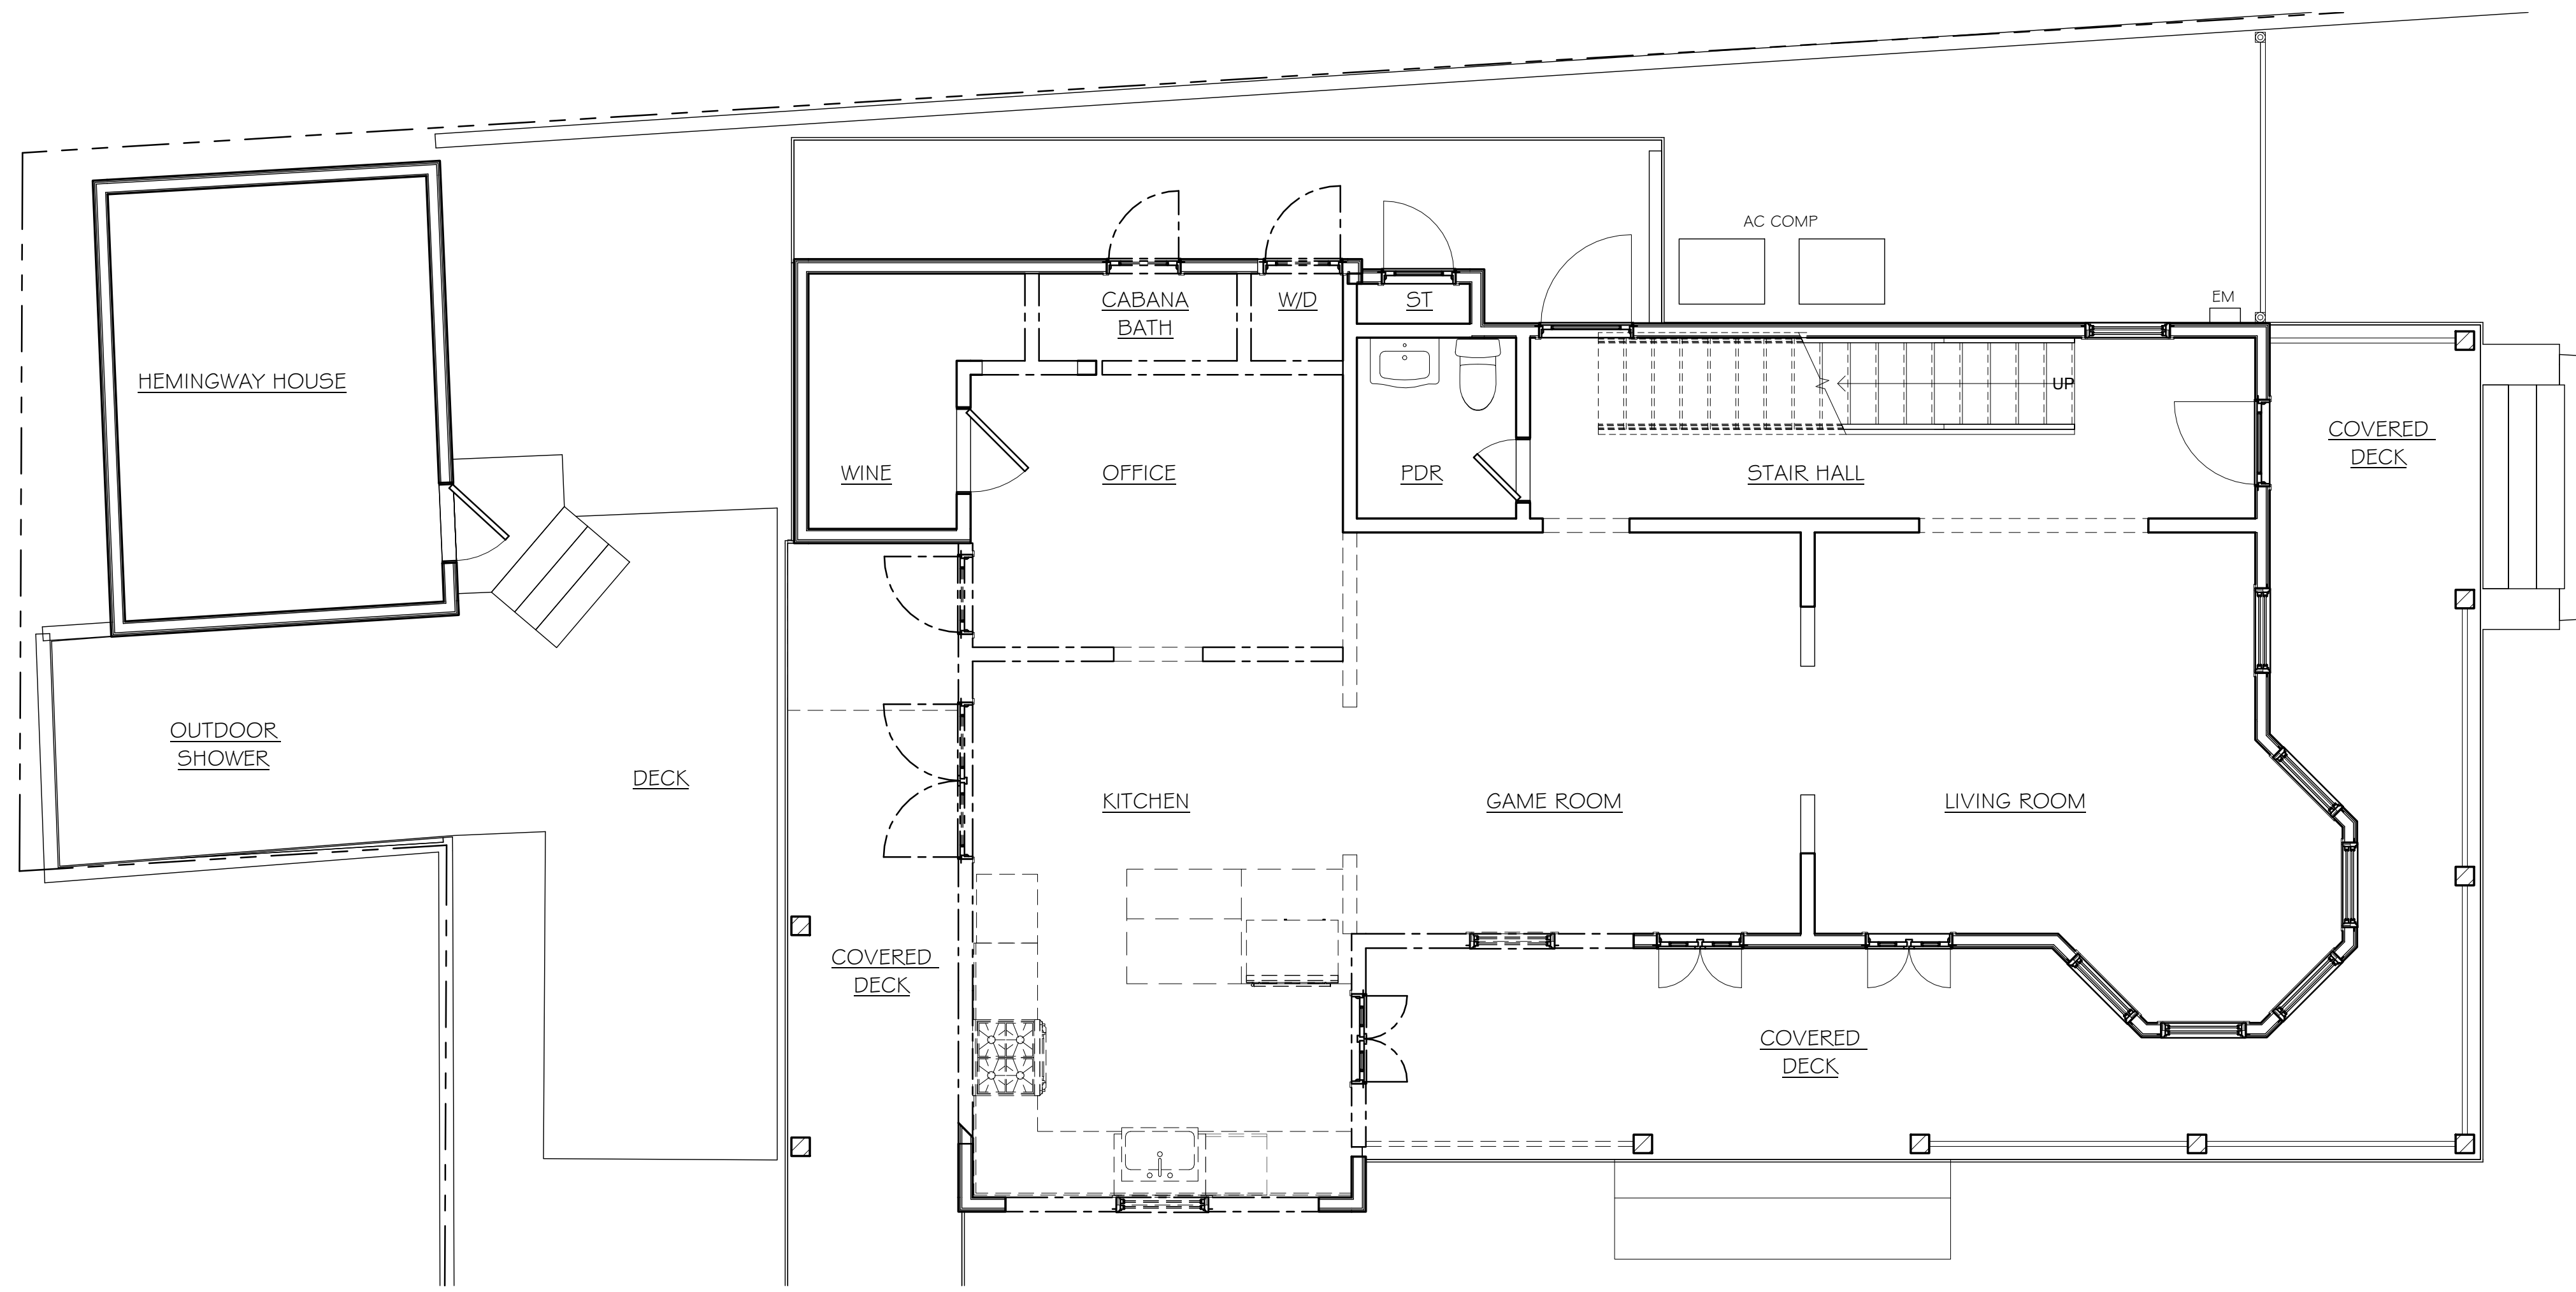 AC COMP
EM
CABANA
BATH
W/D
ST
HEMINGWAY HOUSE
UP
COVERED
DECK
WINE
OFFICE
PDR
STAIR HALL
OUTDOOR
SHOWER
DECK
KITCHEN
GAME ROOM
LIVING ROOM
COVERED
DECK
COVERED
DECK